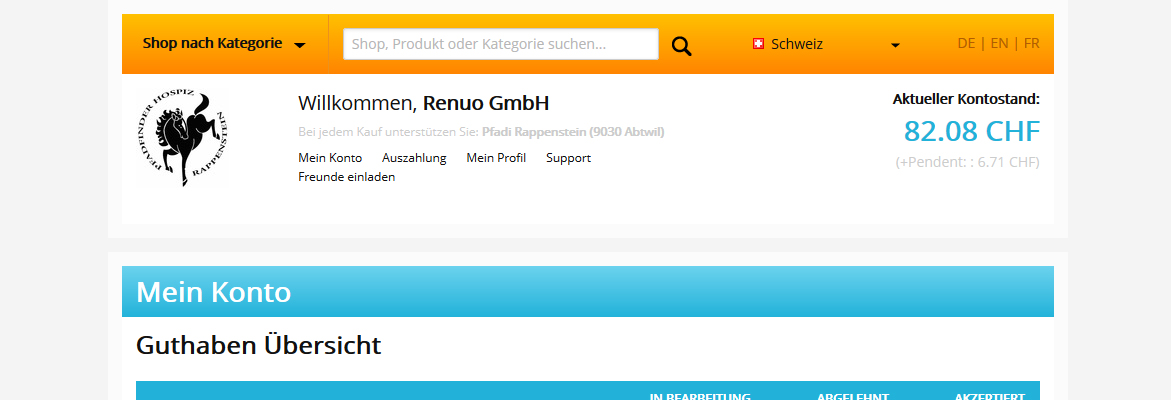 Shop nach Kategorie
Shop, Produkt oder Kategorie suchen...
Schweiz
DE | EN | FR
PFADFINDER HOSPIZ RAPPENSTEIN
Willkommen, Renuo GmbH
Bei jedem Kauf unterstützen Sie: Pfadi Rappenstein (9030 Abtwil)
Mein Konto Auszahlung Mein Profil Support
Freunde einladen
Aktueller Kontostand:
82.08 CHF
(+Pendent: : 6.71 CHF)
Mein Konto
Guthaben Übersicht
IN BEARBEITUNG ABGELEHNT AKZEPTIERT